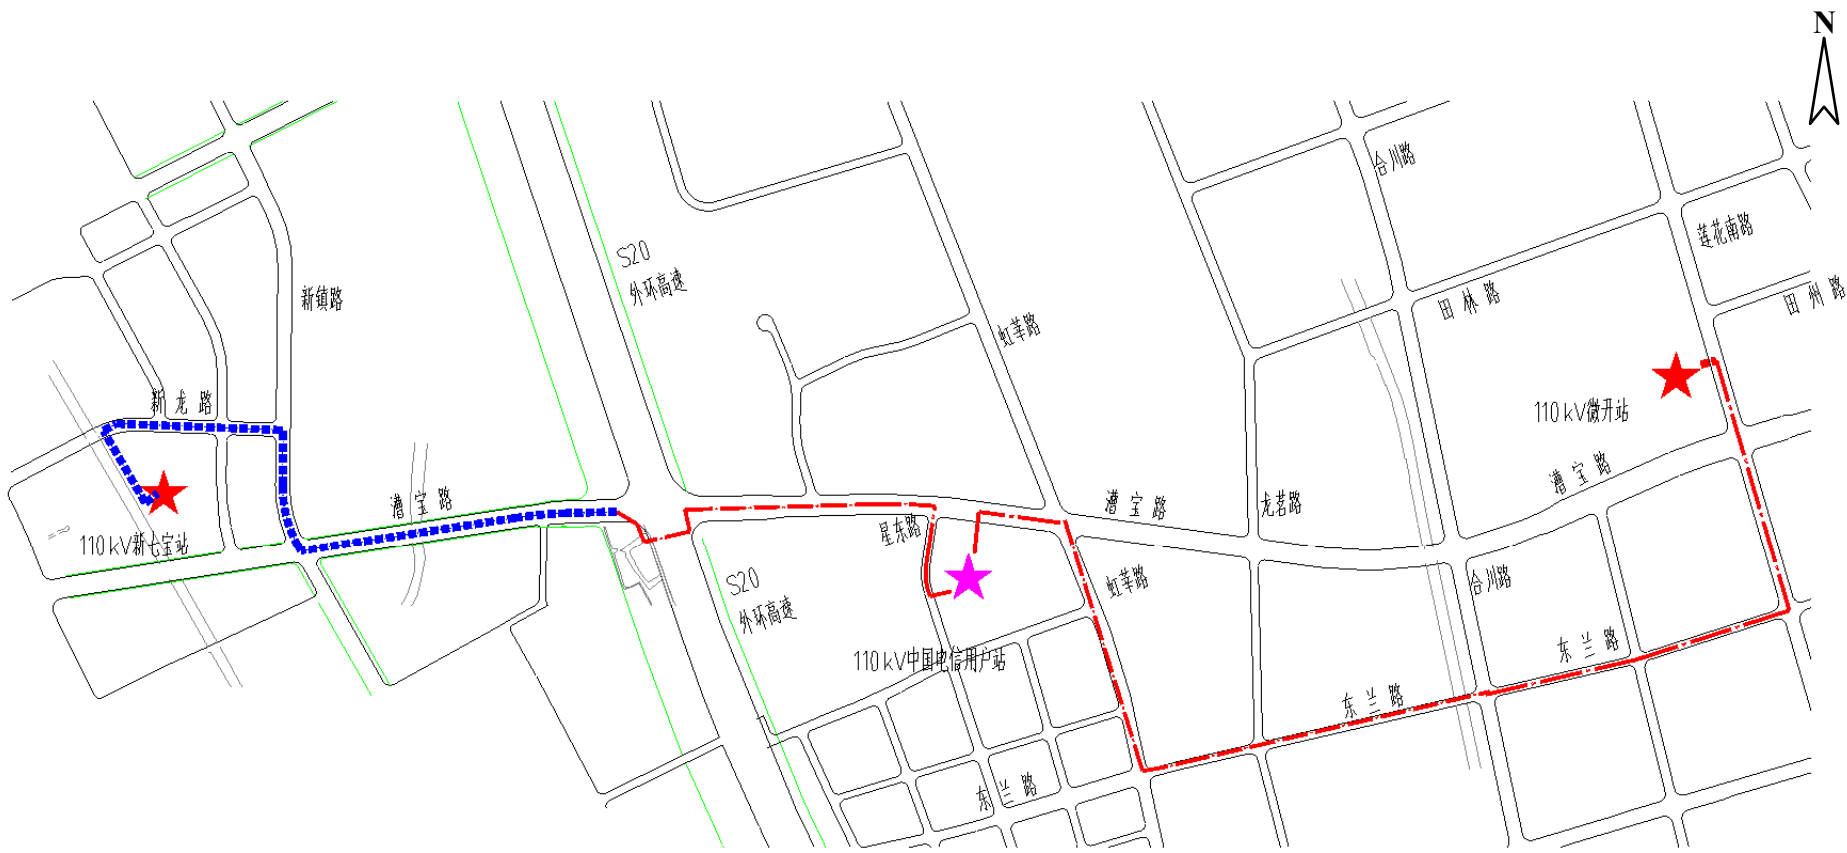 N
合川路
莲花南路
S20
外环高速
田州路
新镇路
田林路
虹莘路
新龙路
110kV微开站
漕宝路
漕宝路
漕宝路
龙茗路
星东路
110kV新七宝站
S20
外环高速
虹莘路
合川路
东兰路
110kV中国电信用户站
东兰路
东兰路